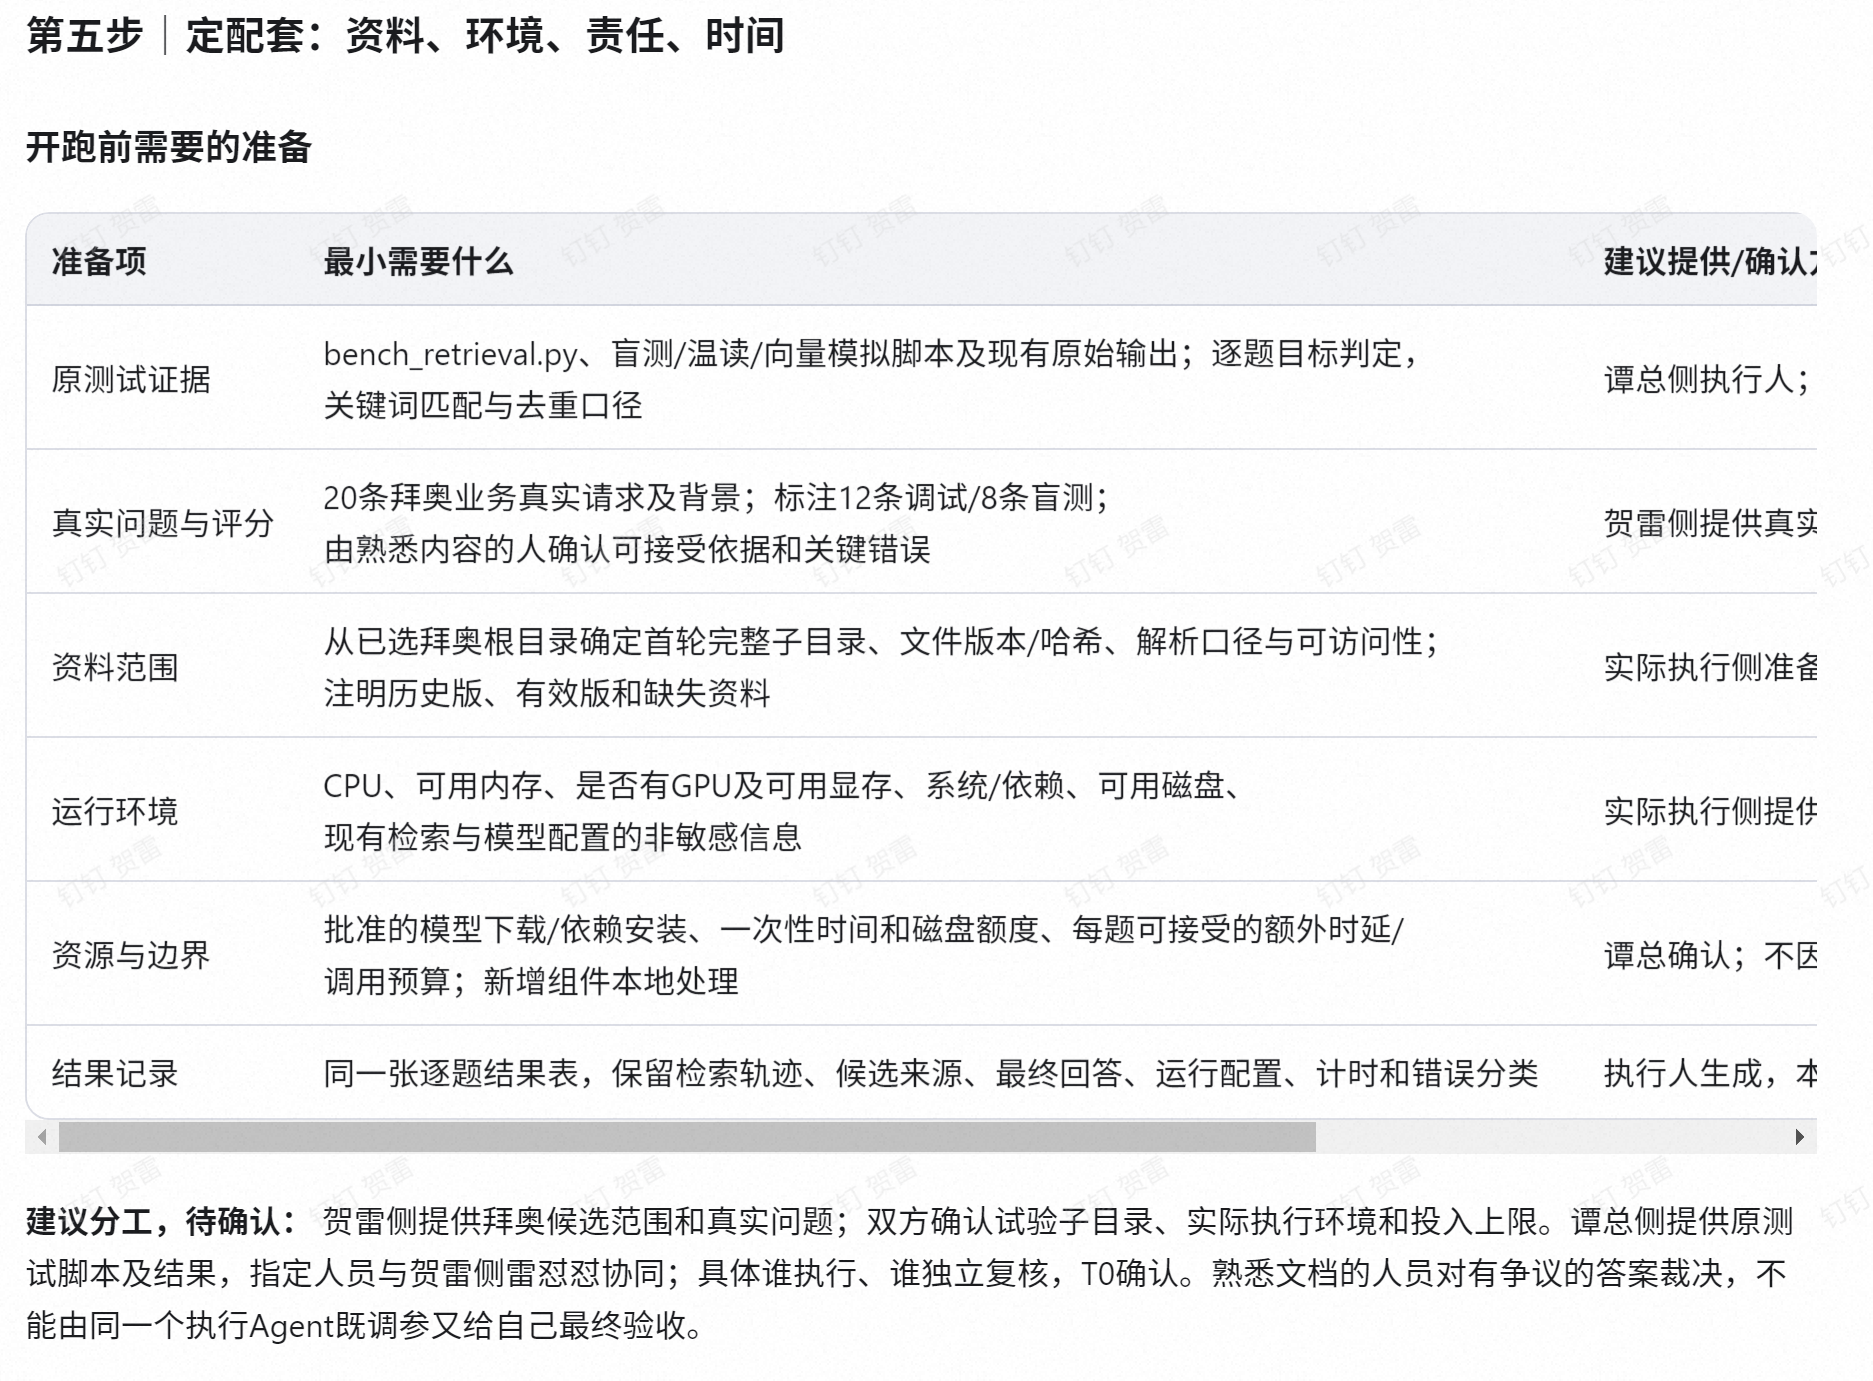 第五步｜定配套：资料、环境、责任、时间
开跑前需要的准备
准备项 最小需要什么 建议提供/确认
原测试证据 bench_retrieval.py、盲测/温读/向量模拟脚本及现有原始输出；逐题目标判定， 谭总侧执行人；
关键词匹配与去重口径
真实问题与评分 20条拜奥业务真实请求及背景；标注12条调试/8条盲测； 贺雷侧提供真实
由熟悉内容的人确认可接受依据和关键错误
资料范围 从已选拜奥根目录确定首轮完整子目录、文件版本/哈希、解析口径与可访问性； 实际执行侧准备
注明历史版、有效版和缺失资料
运行环境 CPU、可用内存、是否有GPU及可用显存、系统/依赖、可用磁盘、 实际执行侧提供
现有检索与模型配置的非敏感信息
资源与边界 批准的模型下载/依赖安装、一次性时间和磁盘额度、每题可接受的额外时延/ 谭总确认；不因
调用预算；新增组件本地处理
结果记录 同一张逐题结果表，保留检索轨迹、候选来源、最终回答、运行配置、计时和错误分类 执行人生成，本
建议分工，待确认： 贺雷侧提供拜奥候选范围和真实问题；双方确认试验子目录、实际执行环境和投入上限。谭总侧提供原测
试脚本及结果，指定人员与贺雷侧雷怼怼协同；具体谁执行、谁独立复核，T0确认。熟悉文档的人员对有争议的答案裁决，不
能由同一个执行Agent既调参又给自己最终验收。
钉钉 贺雷